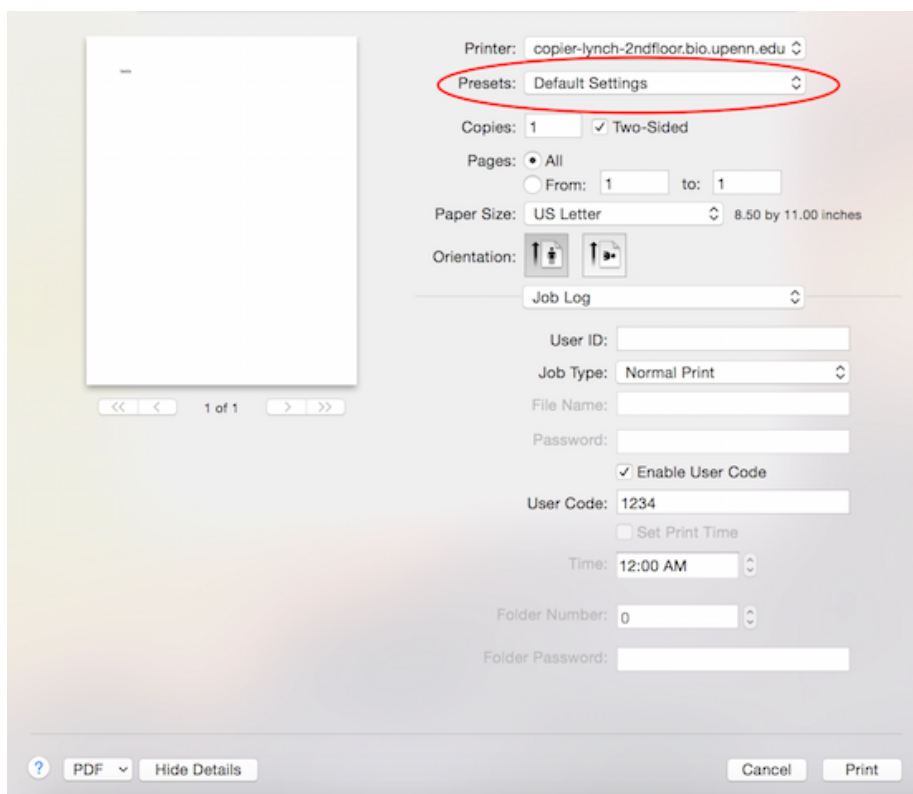 Printer: copier-lynch-2ndfloor.bio.upenn.edu
Presets: Default Settings
Copies: 1 Two-Sided
Pages: All
From: 1 to: 1
Paper Size: US Letter 8.50 by 11.00 inches
Orientation:
Job Log
User ID:
Job Type: Normal Print
<< < 1 of 1 > >>
File Name:
Password:
Enable User Code
User Code: 1234
Set Print Time
Time: 12:00 AM
Folder Number: 0
Folder Password:
? PDF Hide Details Cancel Print